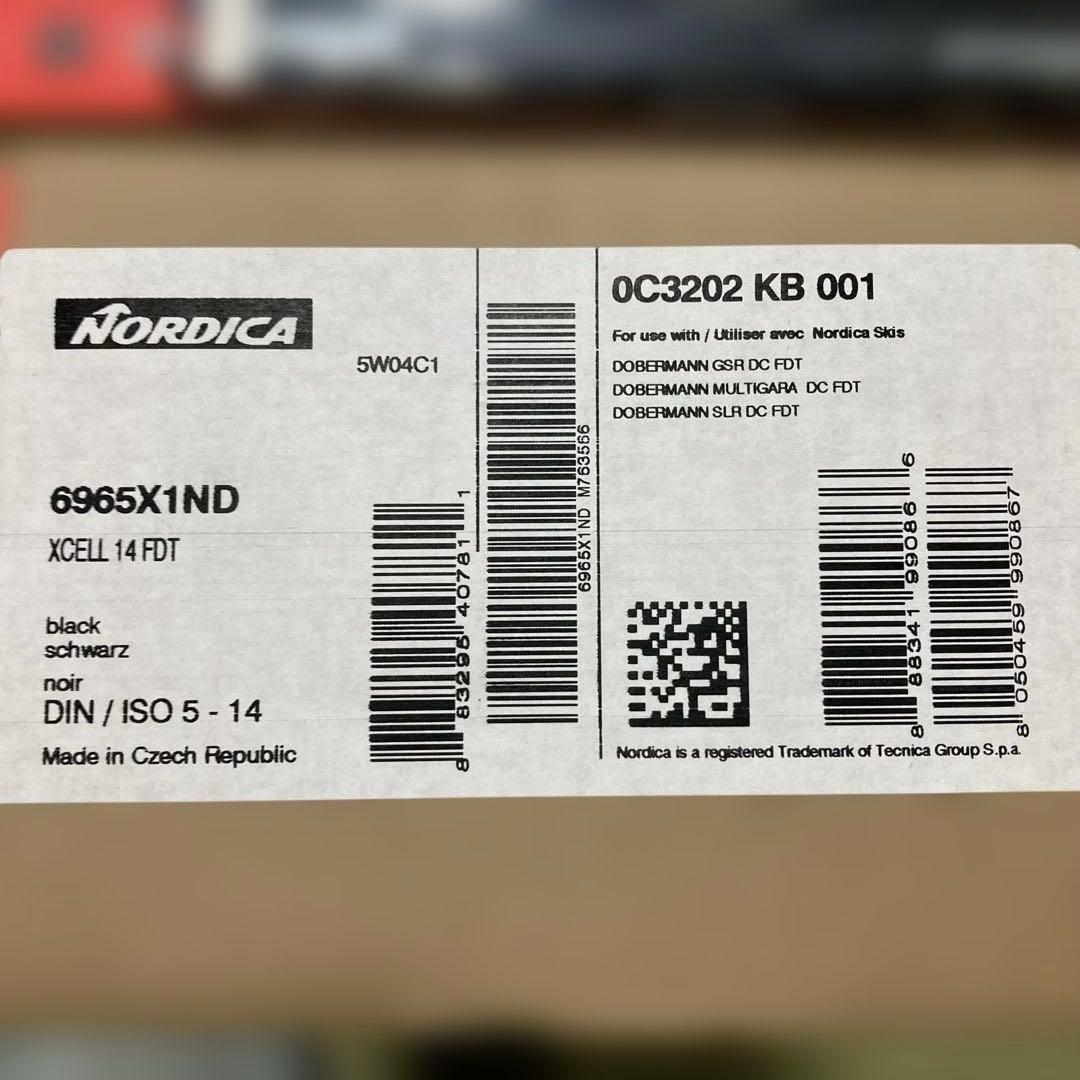 NORDICA
5W04C1
6965X1ND
XCELL 14 FDT
black
schwarz
noir
DIN / ISO 5 - 14
Made in Czech Republic
8 83295 40781 1
6965X1ND M763566
0C3202 KB 001
For use with / Utiliser avec Nordica Skis
DOBERMANN GSR DC FDT
DOBERMANN MULTIGARA DC FDT
DOBERMANN SLR DC FDT
8 88341 99086 6
8 050459 990867
Nordica is a registered Trademark of Tecnica Group S.p.a.